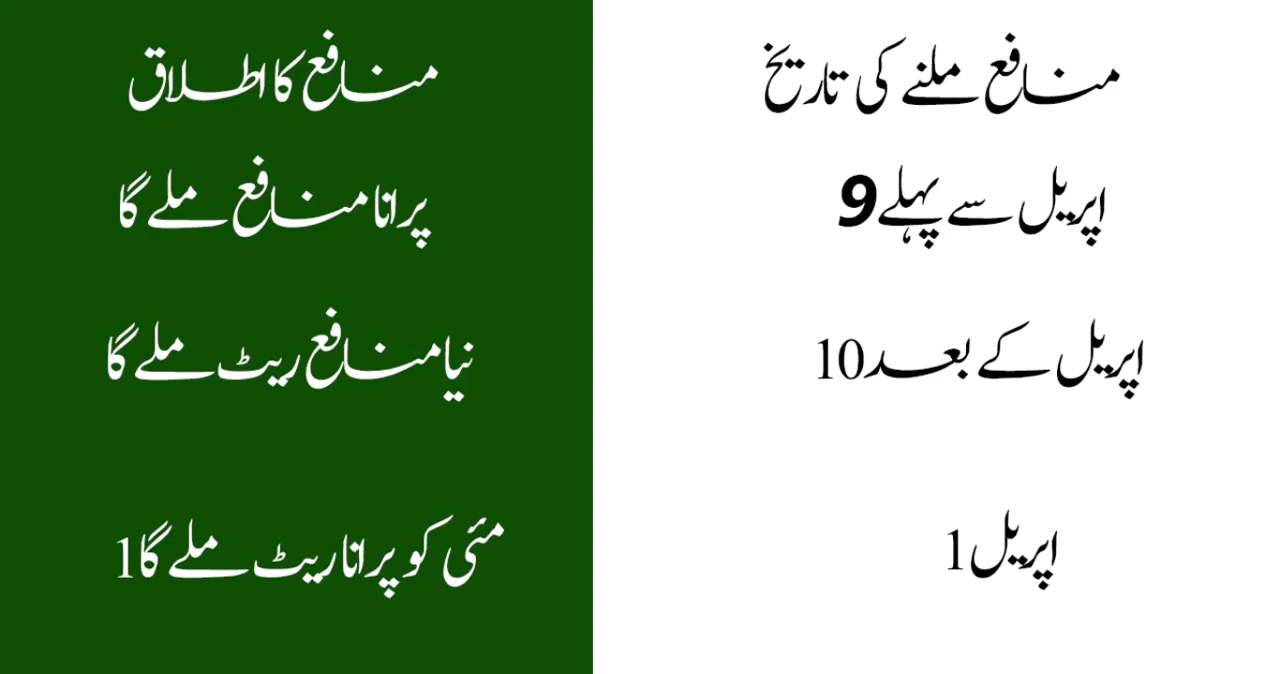 منافع ملنے کی تاریخ
منافع کا اطلاق
اپریل سے پہلے 9
پرانا منافع ملے گا
اپریل کے بعد 10
نیا منافع ریٹ ملے گا
اپریل 1
مئی کو پرانا ریٹ ملے گا 1